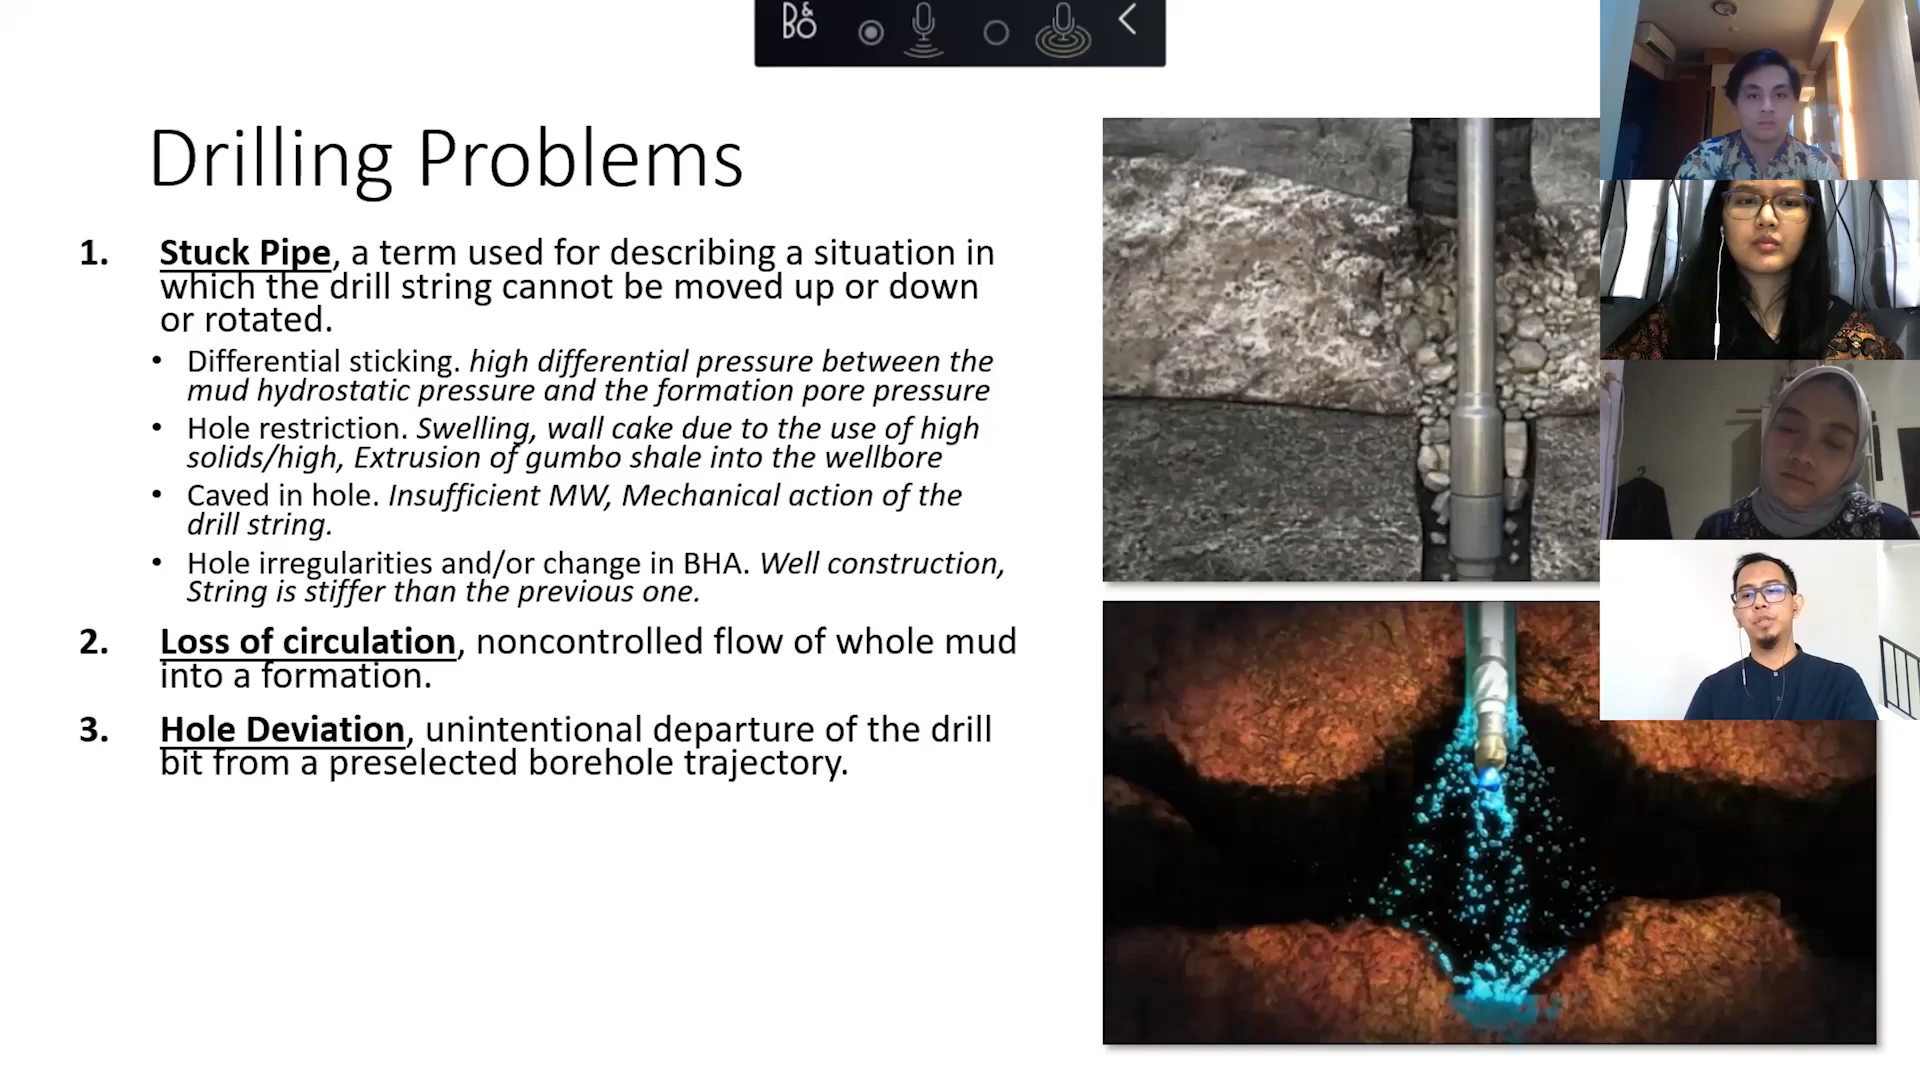 B&O
Drilling Problems
1. Stuck Pipe, a term used for describing a situation in
which the drill string cannot be moved up or down
or rotated.
• Differential sticking. high differential pressure between the
mud hydrostatic pressure and the formation pore pressure
• Hole restriction. Swelling, wall cake due to the use of high
solids/high, Extrusion of gumbo shale into the wellbore
• Caved in hole. Insufficient MW, Mechanical action of the
drill string.
• Hole irregularities and/or change in BHA. Well construction,
String is stiffer than the previous one.
2. Loss of circulation, noncontrolled flow of whole mud
into a formation.
3. Hole Deviation, unintentional departure of the drill
bit from a preselected borehole trajectory.